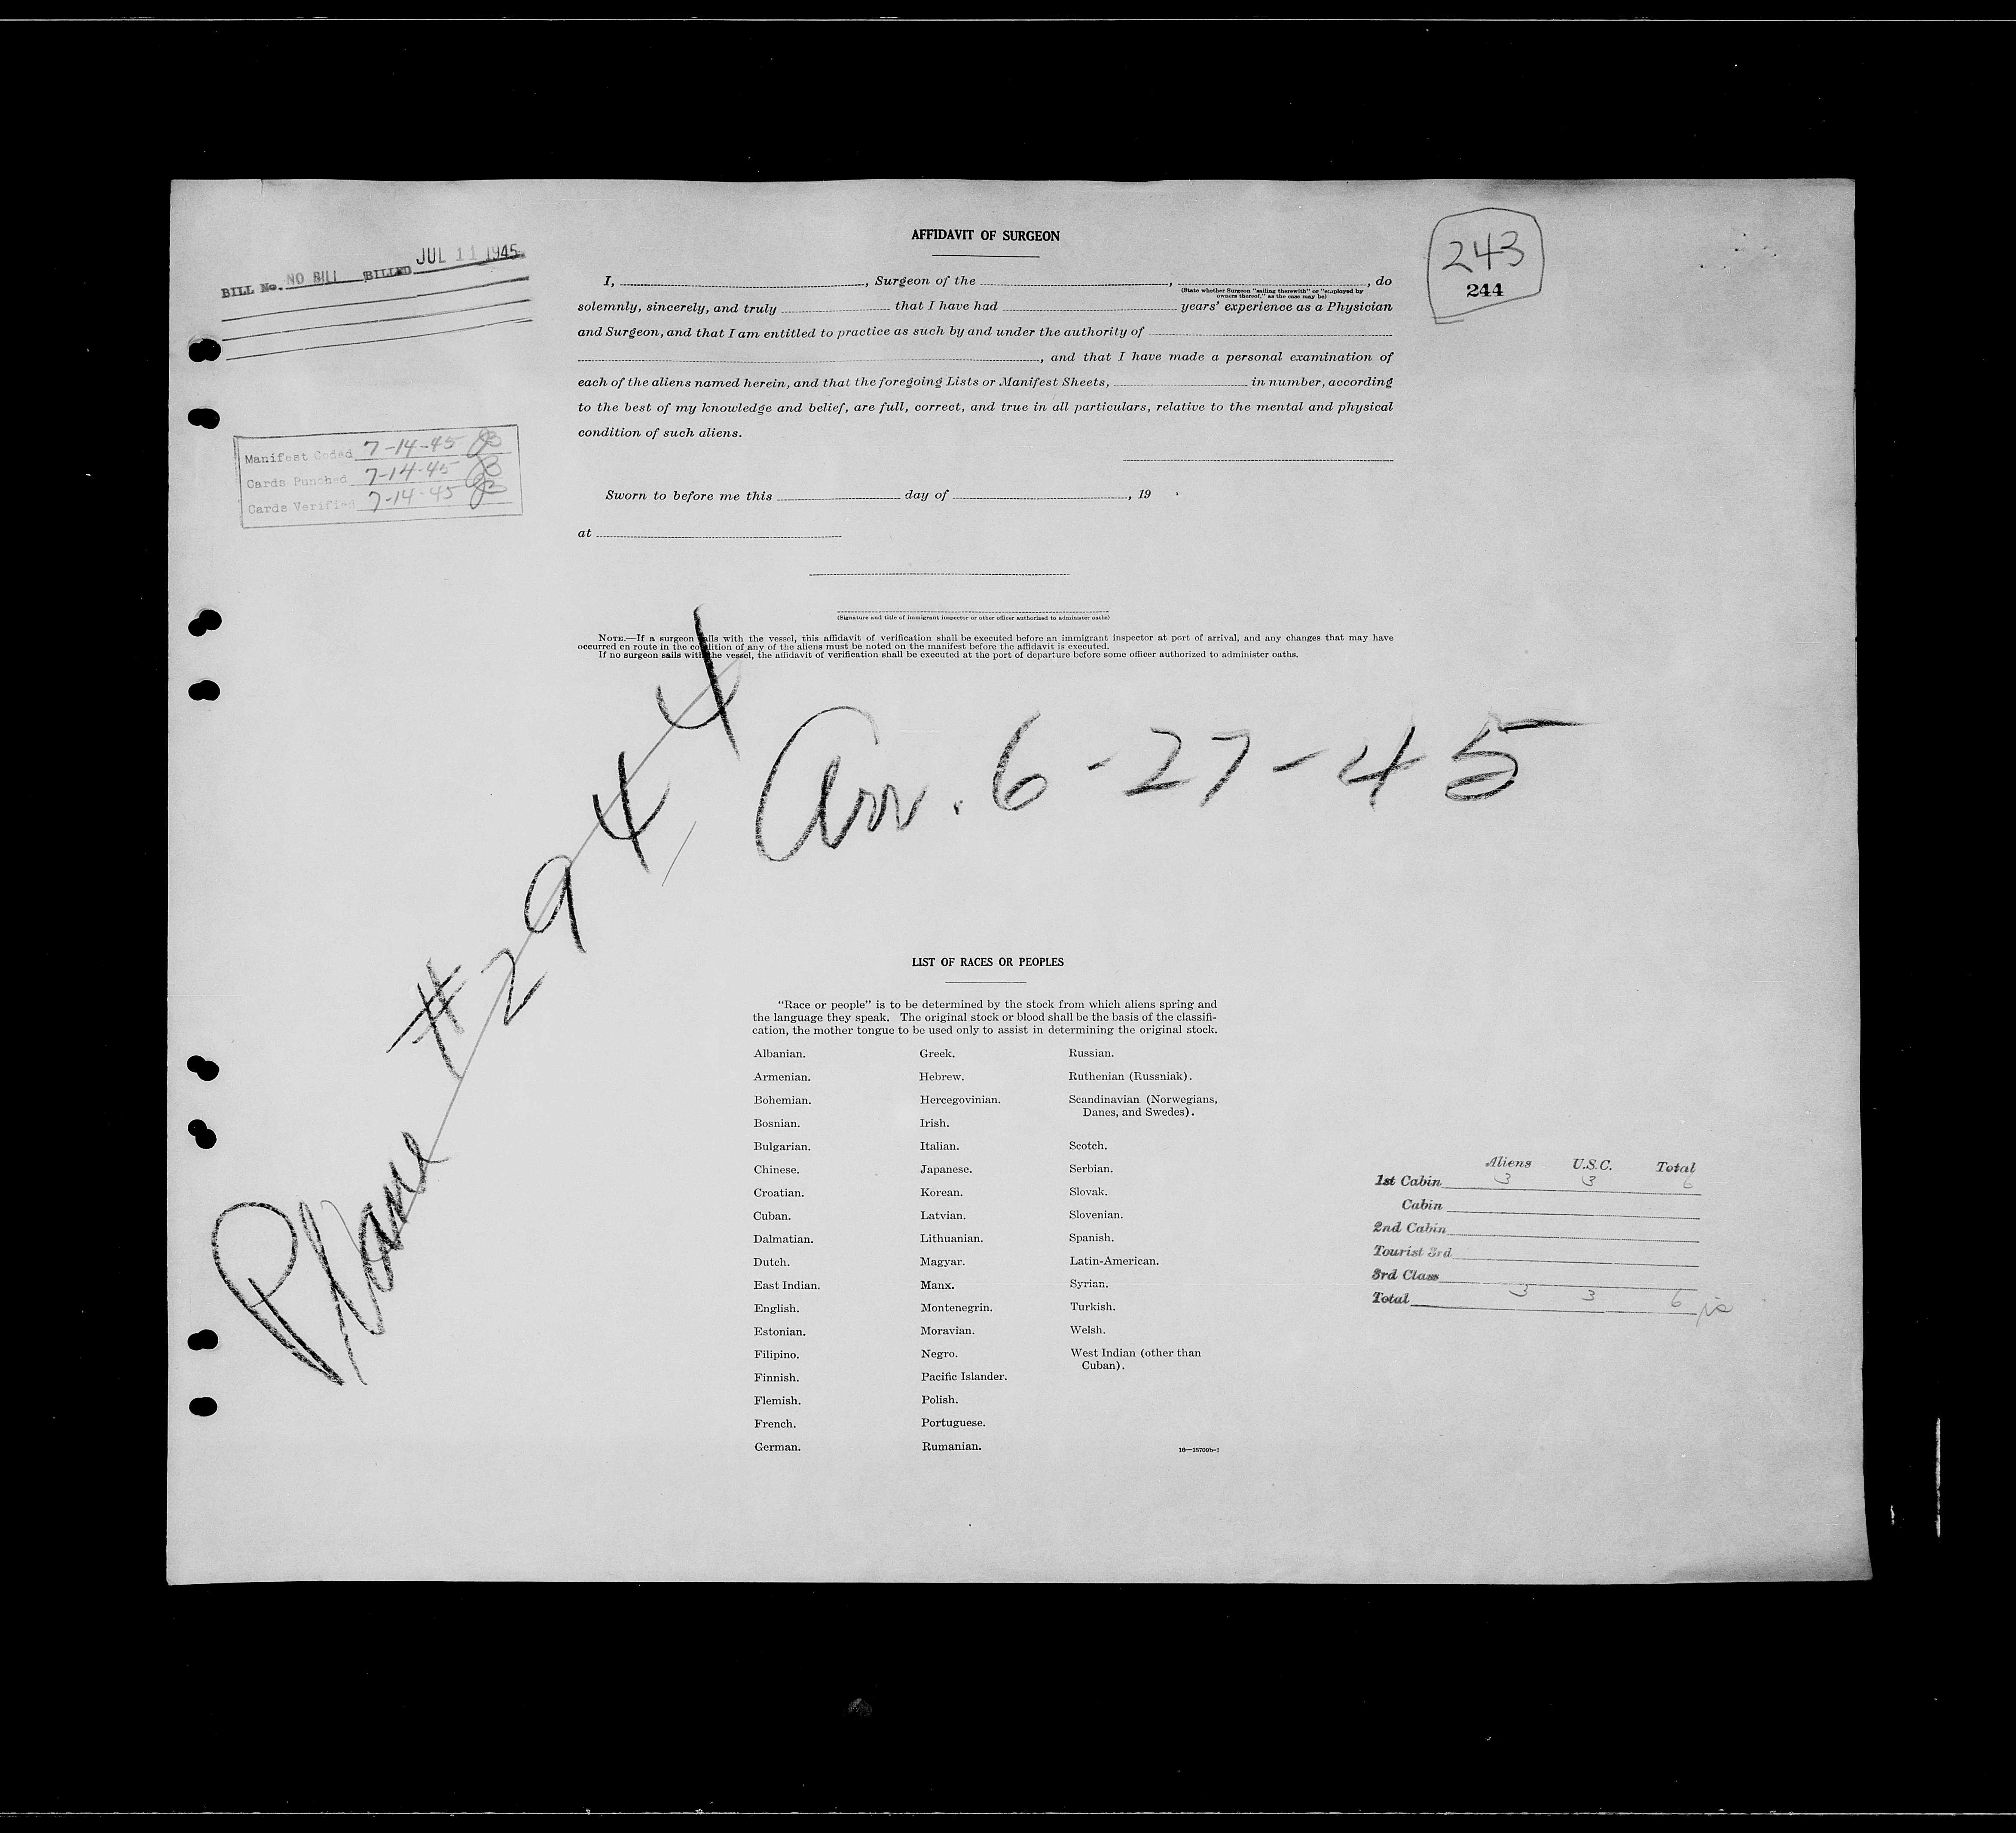 AFFIDAVIT OF SURGEON
243
244
BILL No. NO BILL BILLED JUL 11 1945
I, , Surgeon of the , , do
(State whether Surgeon "sailing therewith" or "employed by
owners thereof," as the case may be)
solemnly, sincerely, and truly that I have had years' experience as a Physician
and Surgeon, and that I am entitled to practice as such by and under the authority of
, and that I have made a personal examination of
each of the aliens named herein, and that the foregoing Lists or Manifest Sheets, in number, according
to the best of my knowledge and belief, are full, correct, and true in all particulars, relative to the mental and physical
condition of such aliens.
Manifest Coded 7-14-45
Cards Punched 7-14-45
Cards Verified 7-14-45
Sworn to before me this day of , 19
at
(Signature and title of immigrant inspector or other officer authorized to administer oaths)
NOTE.—If a surgeon sails with the vessel, this affidavit of verification shall be executed before an immigrant inspector at port of arrival, and any changes that may have
occurred en route in the condition of any of the aliens must be noted on the manifest before the affidavit is executed.
If no surgeon sails with the vessel, the affidavit of verification shall be executed at the port of departure before some officer authorized to administer oaths.
Plane #2944
Arr. 6-27-45
LIST OF RACES OR PEOPLES
"Race or people" is to be determined by the stock from which aliens spring and
the language they speak. The original stock or blood shall be the basis of the classifi-
cation, the mother tongue to be used only to assist in determining the original stock.
Albanian.
Armenian.
Bohemian.
Bosnian.
Bulgarian.
Chinese.
Croatian.
Cuban.
Dalmatian.
Dutch.
East Indian.
English.
Estonian.
Filipino.
Finnish.
Flemish.
French.
German.
Greek.
Hebrew.
Hercegovinian.
Irish.
Italian.
Japanese.
Korean.
Latvian.
Lithuanian.
Magyar.
Manx.
Montenegrin.
Moravian.
Negro.
Pacific Islander.
Polish.
Portuguese.
Rumanian.
Russian.
Ruthenian (Russniak).
Scandinavian (Norwegians,
Danes, and Swedes).
Scotch.
Serbian.
Slovak.
Slovenian.
Spanish.
Latin-American.
Syrian.
Turkish.
Welsh.
West Indian (other than
Cuban).
16—18709b-1
Aliens U.S.C. Total
1st Cabin 3 3 6
Cabin
2nd Cabin
Tourist 3rd
3rd Class
Total 3 3 6